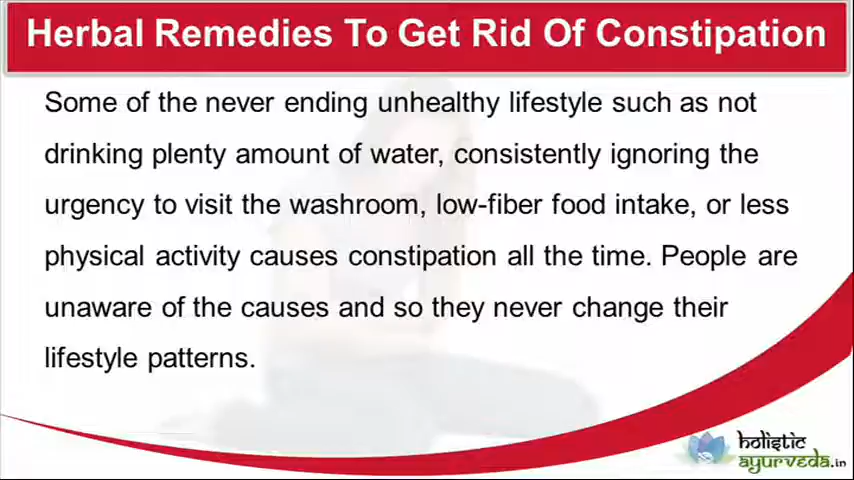 Herbal Remedies To Get Rid Of Constipation
Some of the never ending unhealthy lifestyle such as not
drinking plenty amount of water, consistently ignoring the
urgency to visit the washroom, low-fiber food intake, or less
physical activity causes constipation all the time. People are
unaware of the causes and so they never change their
lifestyle patterns.
holistic
ayurveda.in